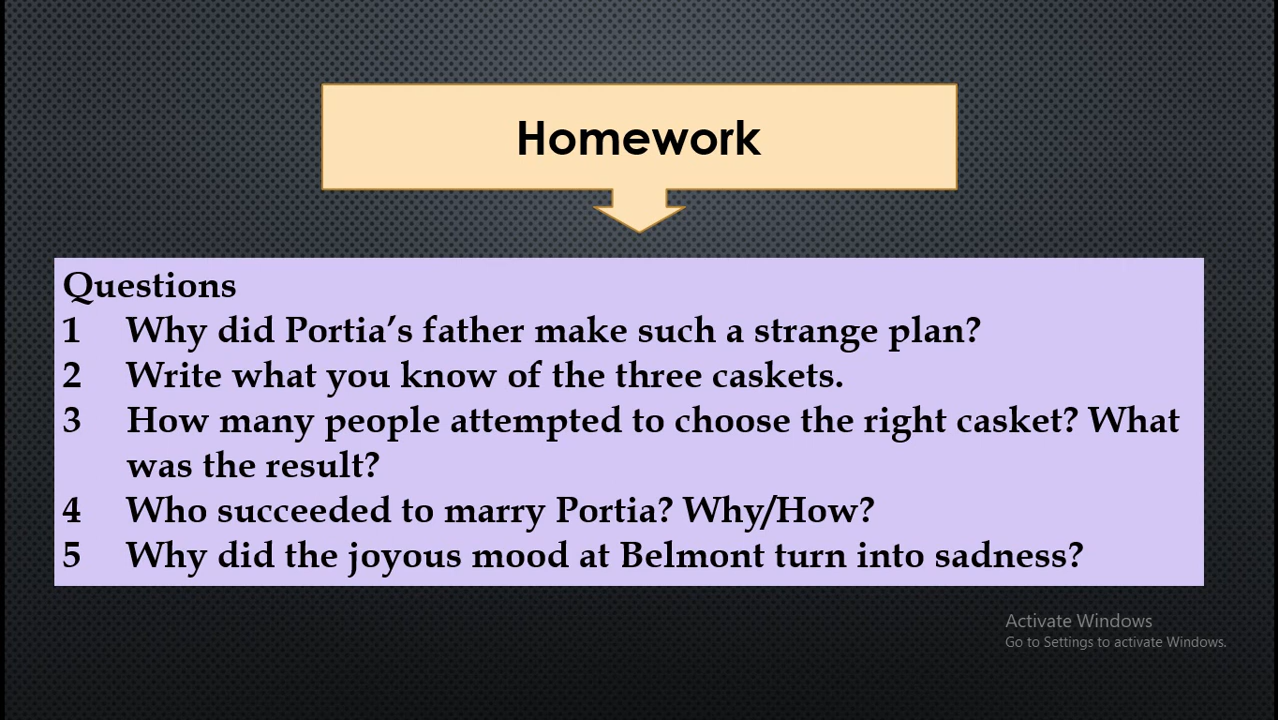 Homework
Questions
1 Why did Portia’s father make such a strange plan?
2 Write what you know of the three caskets.
3 How many people attempted to choose the right casket? What
was the result?
4 Who succeeded to marry Portia? Why/How?
5 Why did the joyous mood at Belmont turn into sadness?
Activate Windows
Go to Settings to activate Windows.